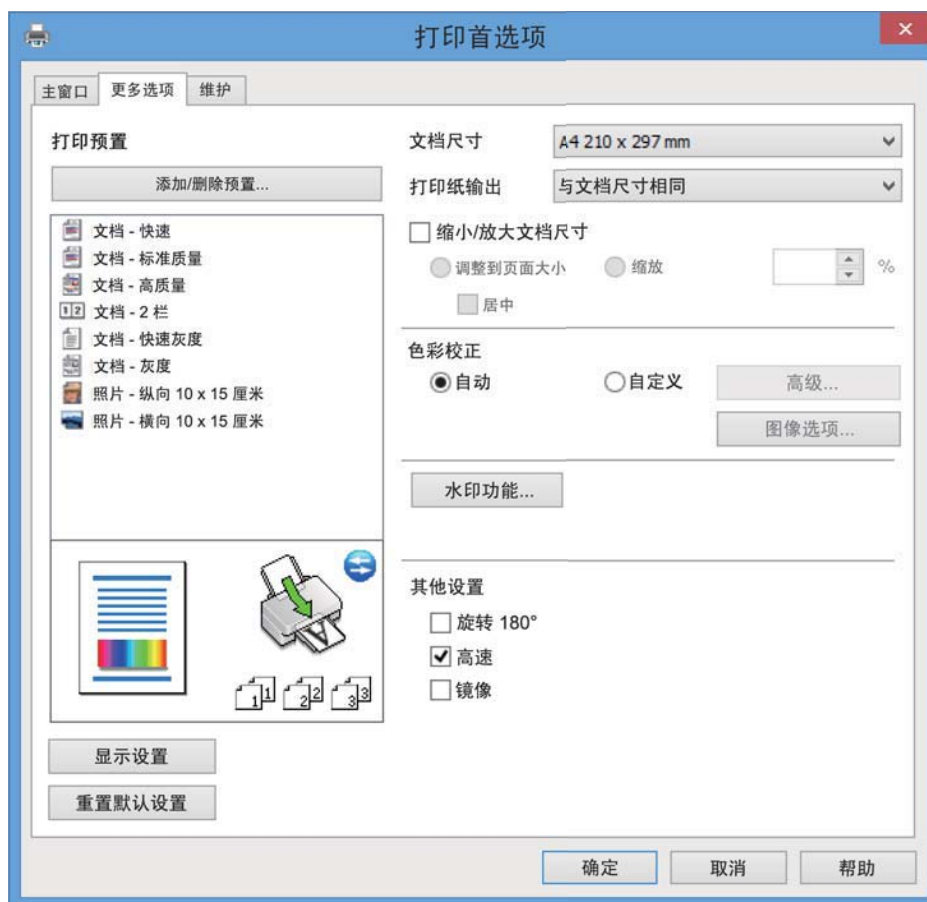 打印首选项
主窗口 更多选项 维护
打印预置
添加/删除预置...
文档 - 快速
文档 - 标准质量
文档 - 高质量
12 文档 - 2 栏
文档 - 快速灰度
文档 - 灰度
照片 - 纵向 10 x 15 厘米
照片 - 横向 10 x 15 厘米
1 1 2 2 3 3
显示设置
重置默认设置
文档尺寸 A4 210 x 297 mm
打印纸输出 与文档尺寸相同
缩小/放大文档尺寸
调整到页面大小 缩放 %
居中
色彩校正
自动 自定义 高级...
图像选项...
水印功能...
其他设置
旋转 180°
高速
镜像
确定 取消 帮助